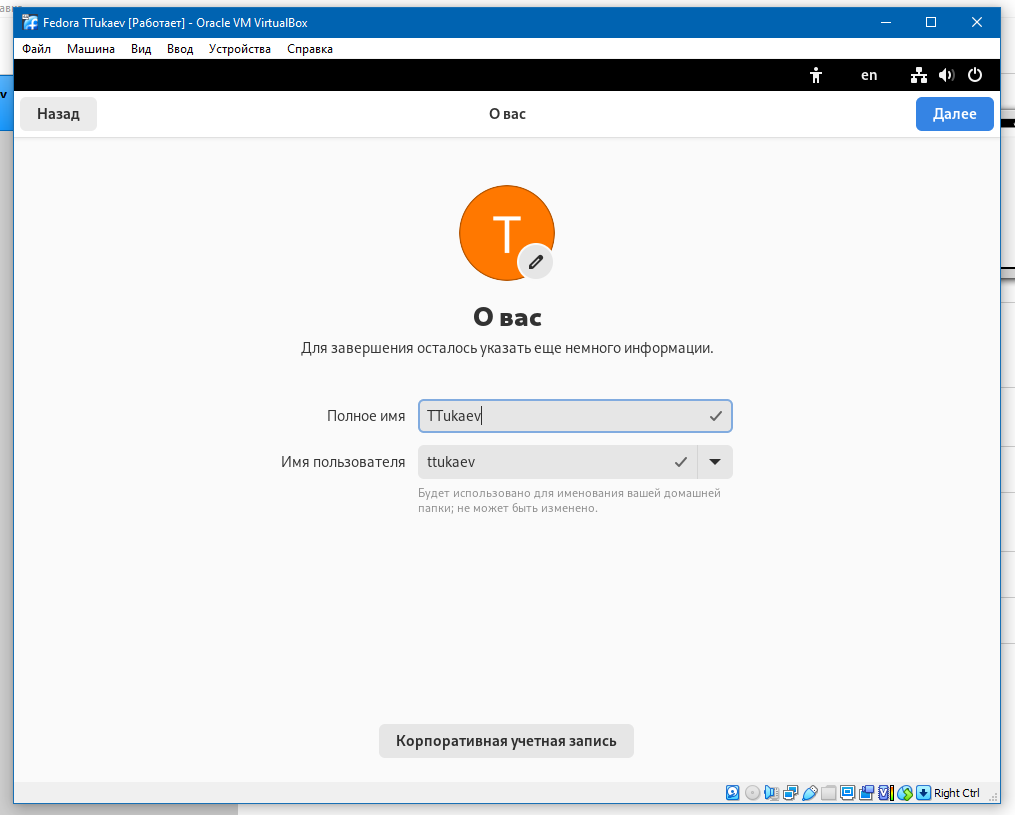 Fedora TTukaev [Работает] - Oracle VM VirtualBox
Файл Машина Вид Ввод Устройства Справка
en
Назад О вас Далее
T
О вас
Для завершения осталось указать еще немного информации.
Полное имя TTukaev
Имя пользователя ttukaev
Будет использовано для именования вашей домашней
папки; не может быть изменено.
Корпоративная учетная запись
Right Ctrl